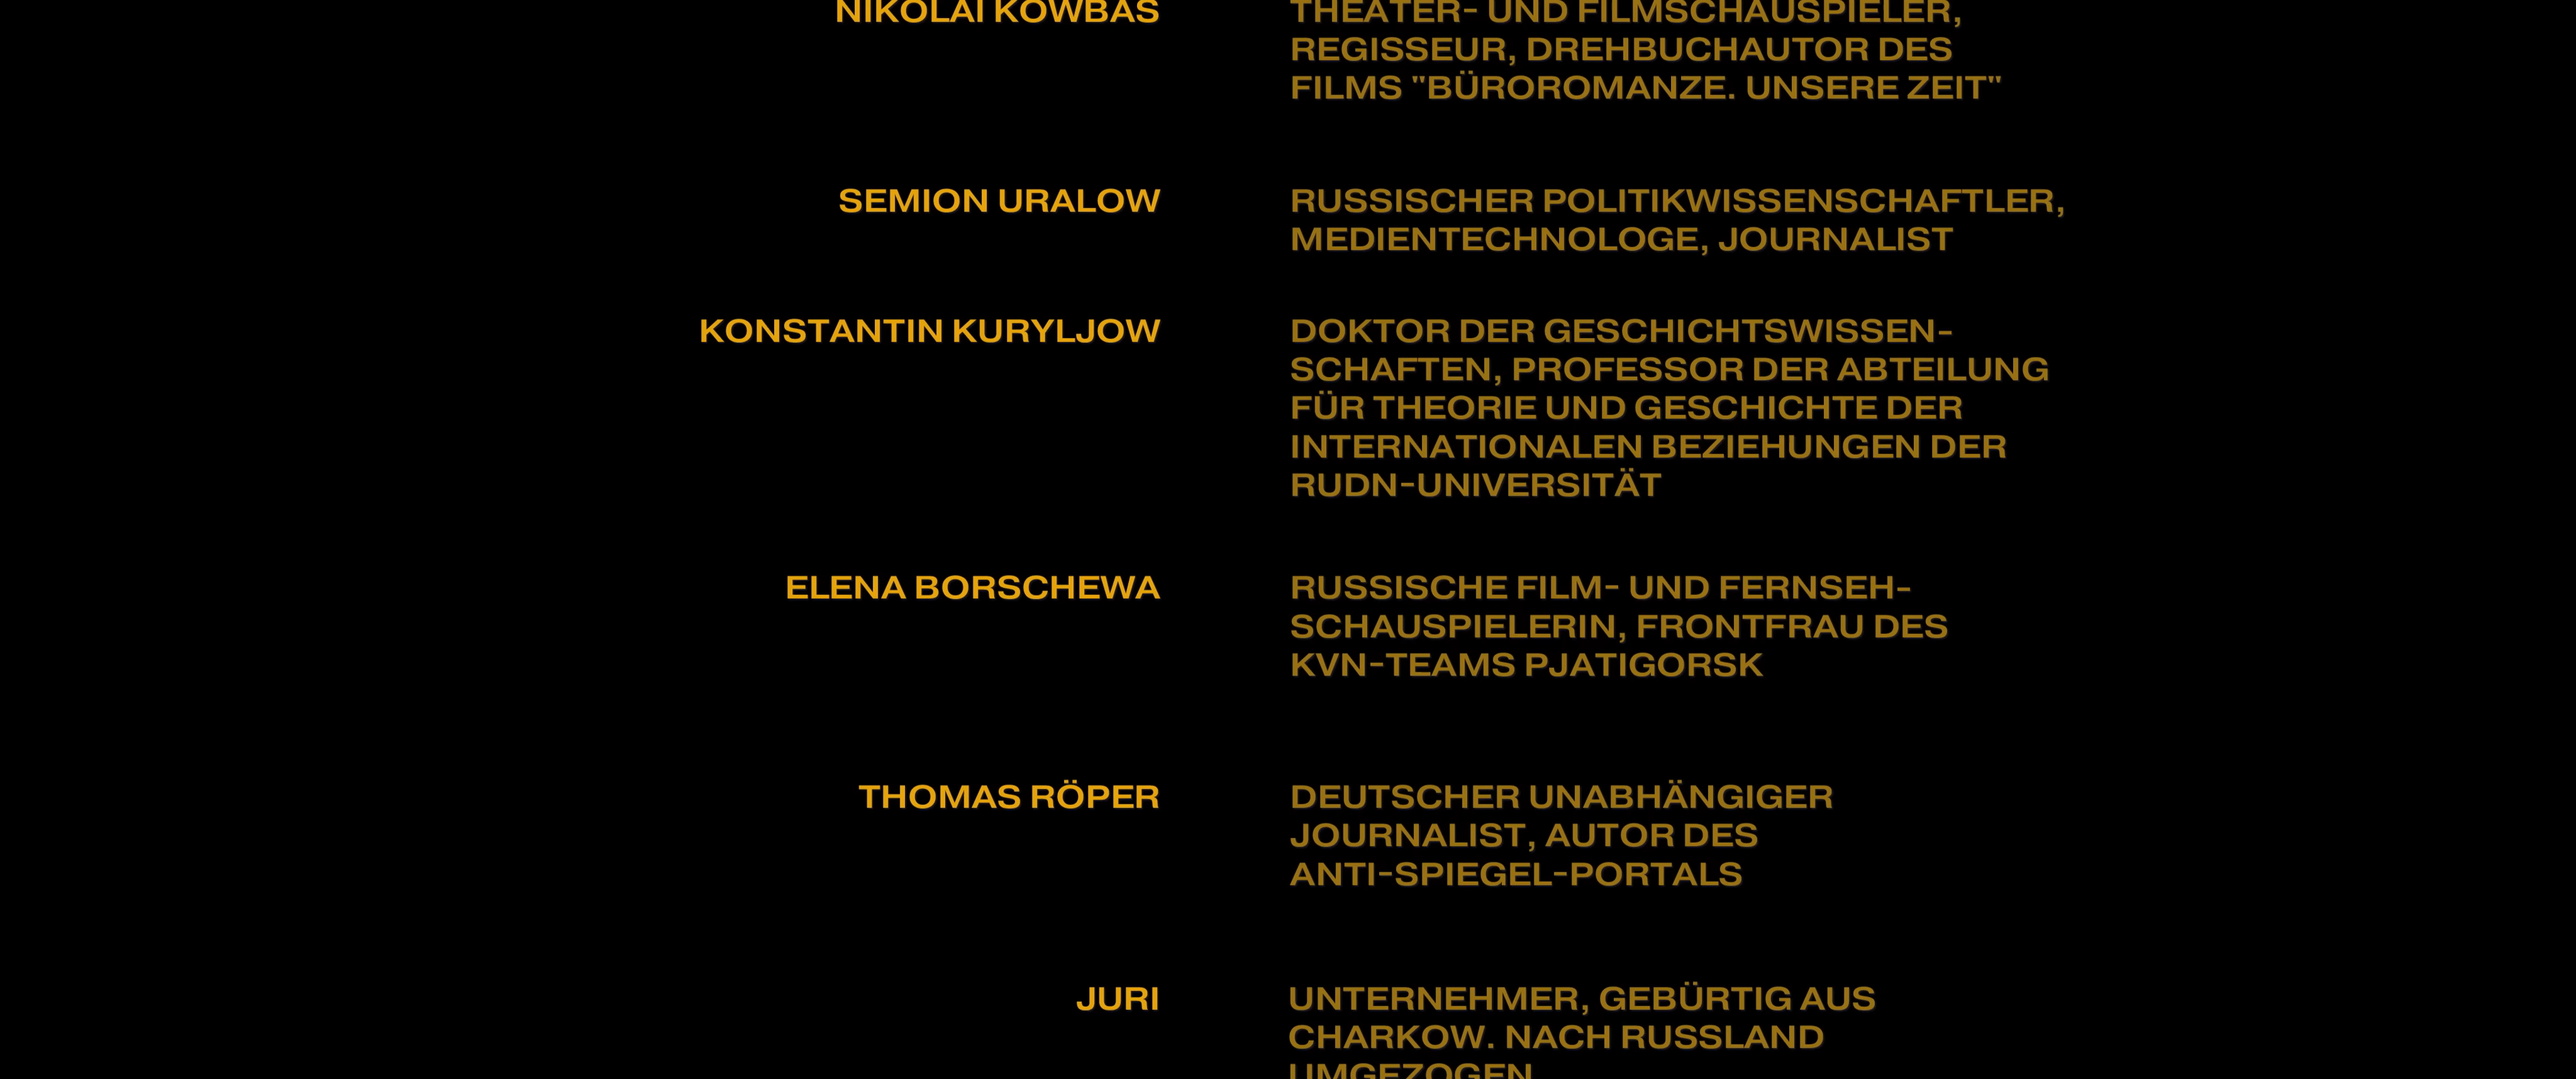 NIKOLAI KOWBAS
THEATER- UND FILMSCHAUSPIELER,
REGISSEUR, DREHBUCHAUTOR DES
FILMS "BÜROROMANZE. UNSERE ZEIT"
SEMION URALOW
RUSSISCHER POLITIKWISSENSCHAFTLER,
MEDIENTECHNOLOGE, JOURNALIST
KONSTANTIN KURYLJOW
DOKTOR DER GESCHICHTSWISSEN-
SCHAFTEN, PROFESSOR DER ABTEILUNG
FÜR THEORIE UND GESCHICHTE DER
INTERNATIONALEN BEZIEHUNGEN DER
RUDN-UNIVERSITÄT
ELENA BORSCHEWA
RUSSISCHE FILM- UND FERNSEH-
SCHAUSPIELERIN, FRONTFRAU DES
KVN-TEAMS PJATIGORSK
THOMAS RÖPER
DEUTSCHER UNABHÄNGIGER
JOURNALIST, AUTOR DES
ANTI-SPIEGEL-PORTALS
JURI
UNTERNEHMER, GEBÜRTIG AUS
CHARKOW. NACH RUSSLAND
UMGEZOGEN